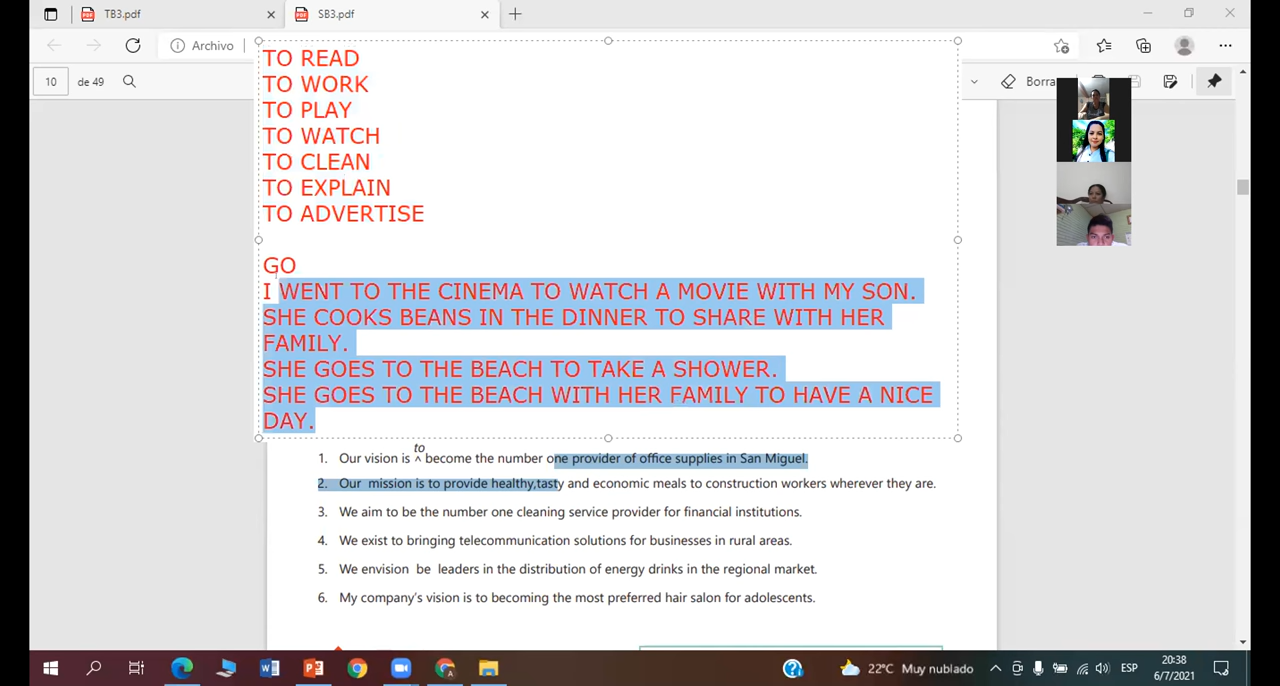 TB3.pdf
SB3.pdf
Archivo
10 de 49
Borra
TO READ
TO WORK
TO PLAY
TO WATCH
TO CLEAN
TO EXPLAIN
TO ADVERTISE
GO
I WENT TO THE CINEMA TO WATCH A MOVIE WITH MY SON.
SHE COOKS BEANS IN THE DINNER TO SHARE WITH HER
FAMILY.
SHE GOES TO THE BEACH TO TAKE A SHOWER.
SHE GOES TO THE BEACH WITH HER FAMILY TO HAVE A NICE
DAY.
to
1. Our vision is ^ become the number one provider of office supplies in San Miguel.
2. Our mission is to provide healthy,tasty and economic meals to construction workers wherever they are.
3. We aim to be the number one cleaning service provider for financial institutions.
4. We exist to bringing telecommunication solutions for businesses in rural areas.
5. We envision be leaders in the distribution of energy drinks in the regional market.
6. My company's vision is to becoming the most preferred hair salon for adolescents.
22°C Muy nublado
ESP
20:38
6/7/2021